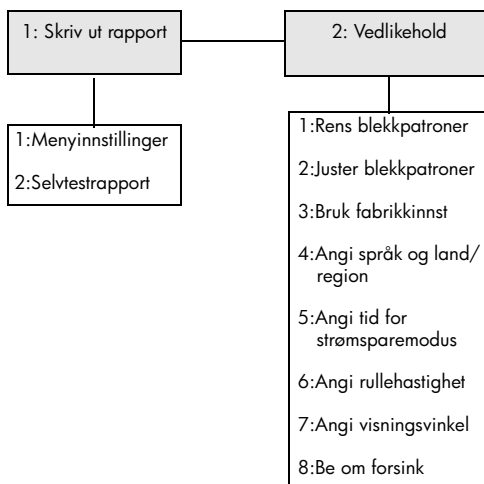 1: Skriv ut rapport
1:Menyinnstillinger
2:Selvtestrapport
2: Vedlikehold
1:Rens blekkpatroner
2:Juster blekkpatroner
3:Bruk fabrikkinnst
4:Angi språk og land/
region
5:Angi tid for
strømsparemodus
6:Angi rullehastighet
7:Angi visningsvinkel
8:Be om forsink